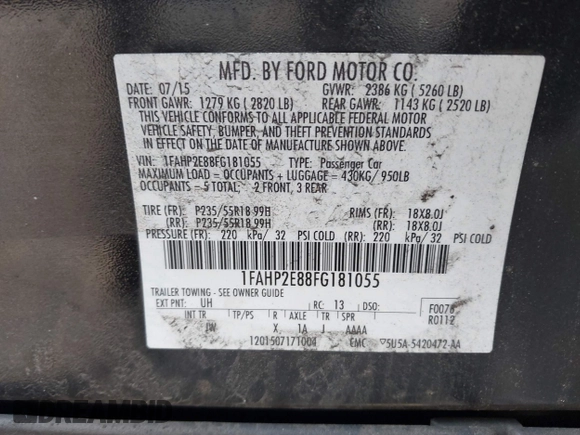 MFD. BY FORD MOTOR CO.
DATE: 07/15 GVWR: 2386 KG ( 5260 LB)
FRONT GAWR: 1279 KG ( 2820 LB) REAR GAWR: 1143 KG ( 2520 LB)
THIS VEHICLE CONFORMS TO ALL APPLICABLE FEDERAL MOTOR
VEHICLE SAFETY, BUMPER, AND THEFT PREVENTION STANDARDS
IN EFFECT ON THE DATE OF MANUFACTURE SHOWN ABOVE.
VIN: 1FAHP2E88FG181055 TYPE: Passenger Car
MAXIMUM LOAD = OCCUPANTS + LUGGAGE = 430KG/ 950LB
OCCUPANTS = 5 TOTAL, 2 FRONT, 3 REAR
TIRE (FR): P235/55R18 99H RIMS (FR): 18X8.0J
(RR): P235/55R18 99H (RR): 18X8.0J
PRESSURE (FR): 220 kPa/ 32 PSI COLD (RR): 220 kPa/ 32 PSI COLD
1FAHP2E88FG181055
TRAILER TOWING - SEE OWNER GUIDE
EXT PNT: UH RC: 13 DSO: F0076
INT TR TP/PS R AXLE TR SPR R0112
JW X 1A J AAAA
1201507171004 EMC 5U5A-5420472-AA
DREAMBID